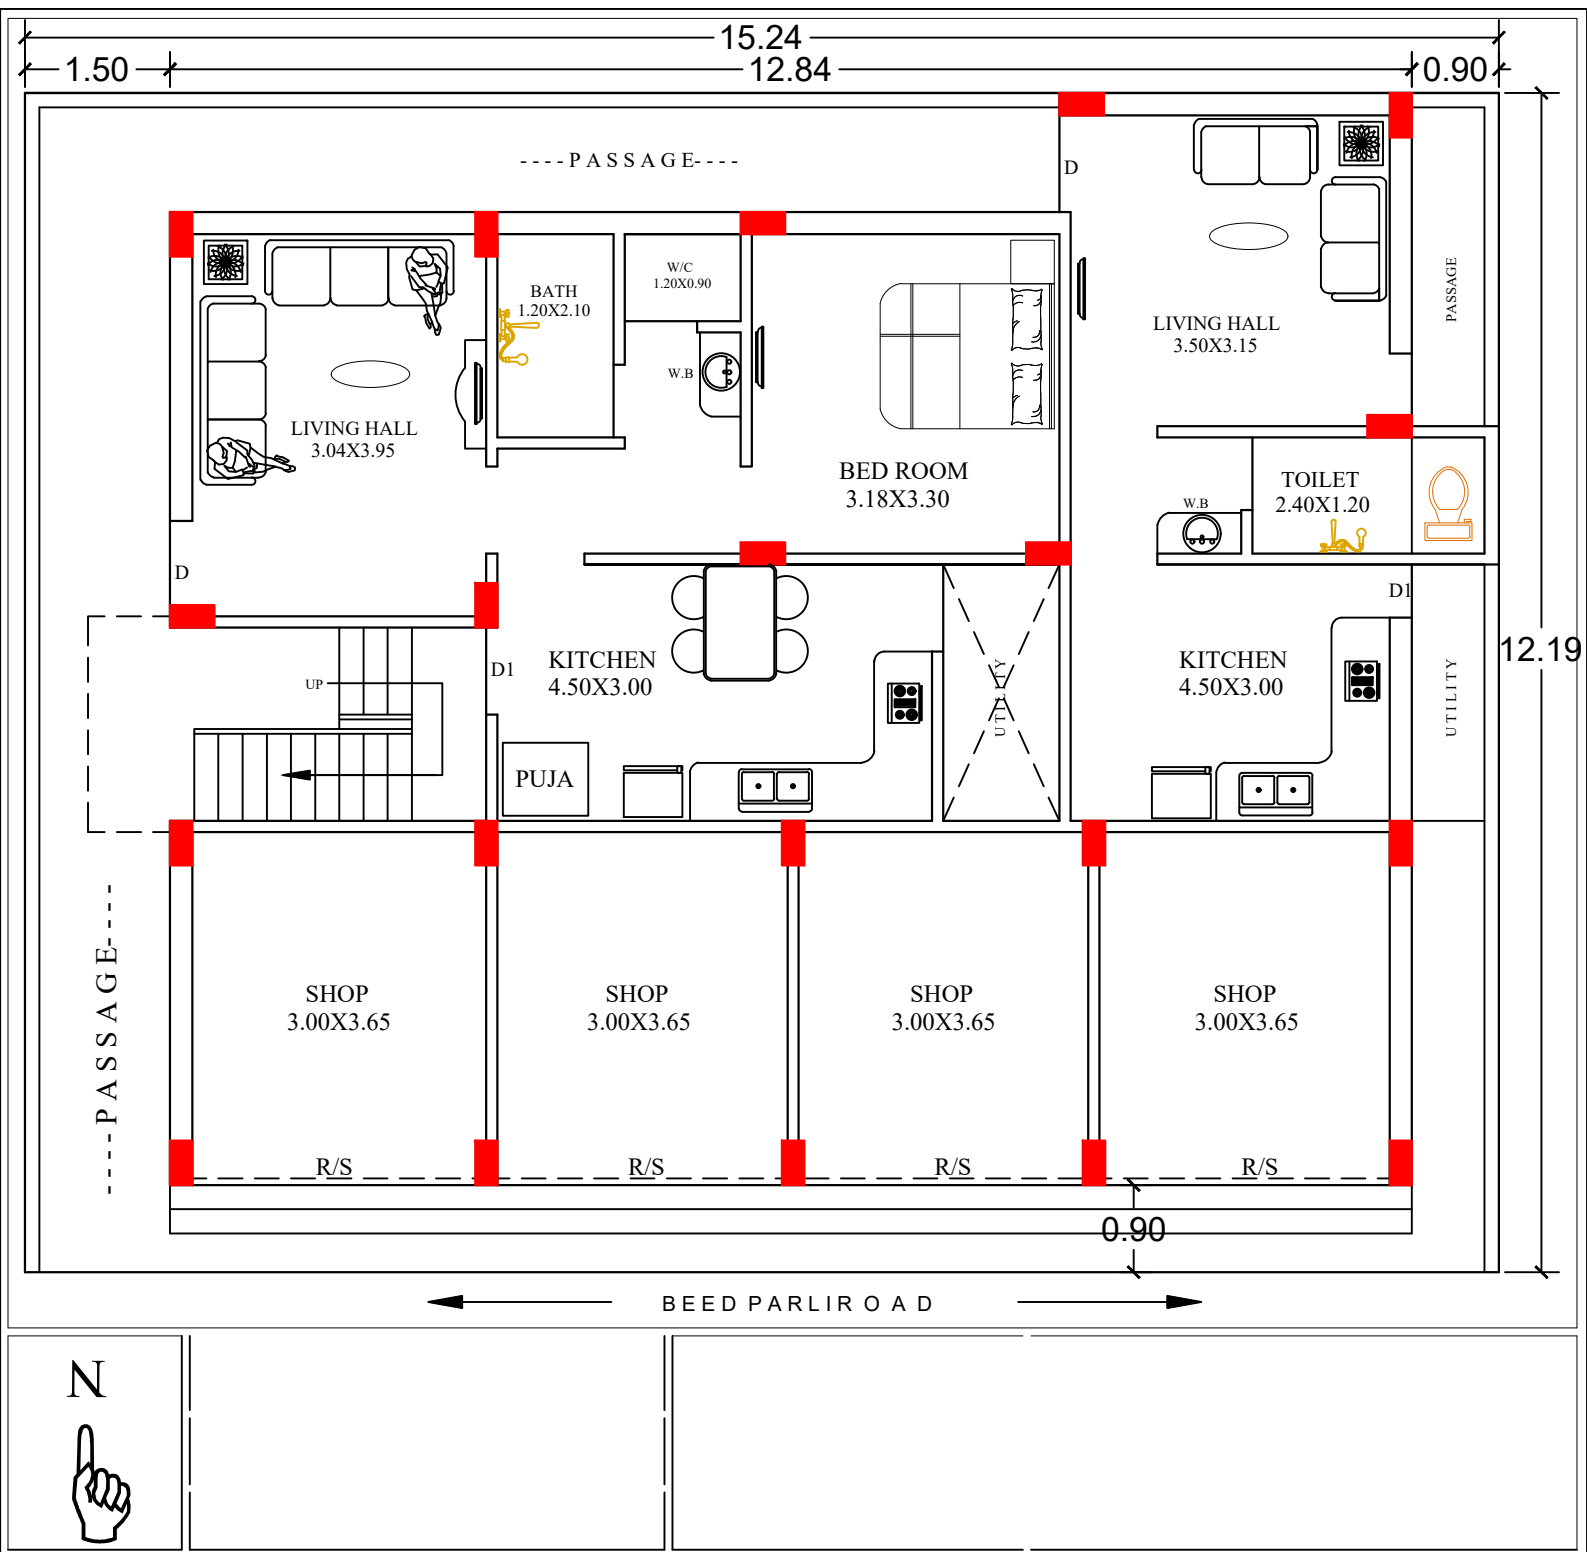 15.24
1.50
12.84
0.90
----PASSAGE----
D
BATH
1.20X2.10
W/C
1.20X0.90
LIVING HALL
3.50X3.15
PASSAGE
W.B
LIVING HALL
3.04X3.95
BED ROOM
3.18X3.30
TOILET
2.40X1.20
W.B
D
D1
12.19
KITCHEN
4.50X3.00
UTILITY
KITCHEN
4.50X3.00
UTILITY
D1
UP
PUJA
----PASSAGE----
SHOP
3.00X3.65
SHOP
3.00X3.65
SHOP
3.00X3.65
SHOP
3.00X3.65
R/S
R/S
R/S
R/S
0.90
BEED PARLIR O A D
N